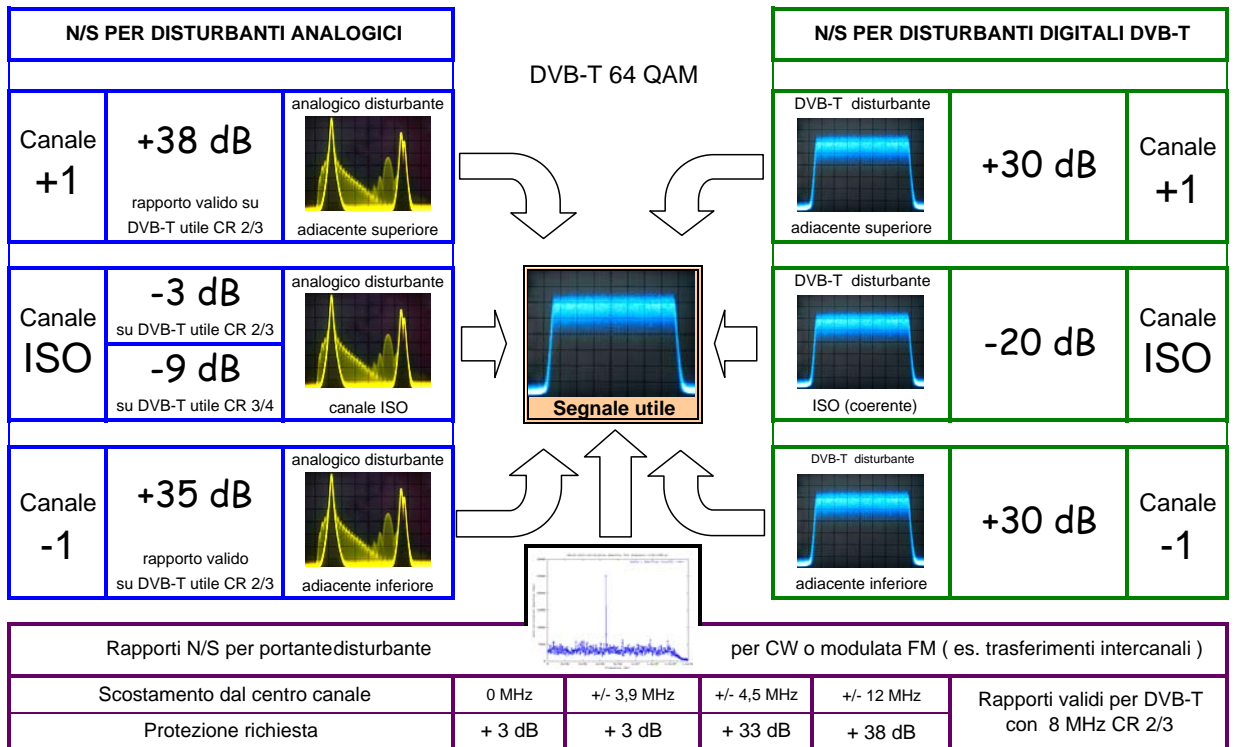 N/S PER DISTURBANTI ANALOGICI
N/S PER DISTURBANTI DIGITALI DVB-T
DVB-T 64 QAM
Canale
+1
+38 dB
rapporto valido su
DVB-T utile CR 2/3
analogico disturbante
adiacente superiore
DVB-T disturbante
adiacente superiore
+30 dB
Canale
+1
Canale
ISO
-3 dB
su DVB-T utile CR 2/3
-9 dB
su DVB-T utile CR 3/4
analogico disturbante
canale ISO
Segnale utile
DVB-T disturbante
ISO (coerente)
-20 dB
Canale
ISO
Canale
-1
+35 dB
rapporto valido
su DVB-T utile CR 2/3
analogico disturbante
adiacente inferiore
DVB-T disturbante
adiacente inferiore
+30 dB
Canale
-1
Rapporti N/S per portantedisturbante
per CW o modulata FM ( es. trasferimenti intercanali )
Scostamento dal centro canale
0 MHz
+/- 3,9 MHz
+/- 4,5 MHz
+/- 12 MHz
Rapporti validi per DVB-T
con 8 MHz CR 2/3
Protezione richiesta
+ 3 dB
+ 3 dB
+ 33 dB
+ 38 dB